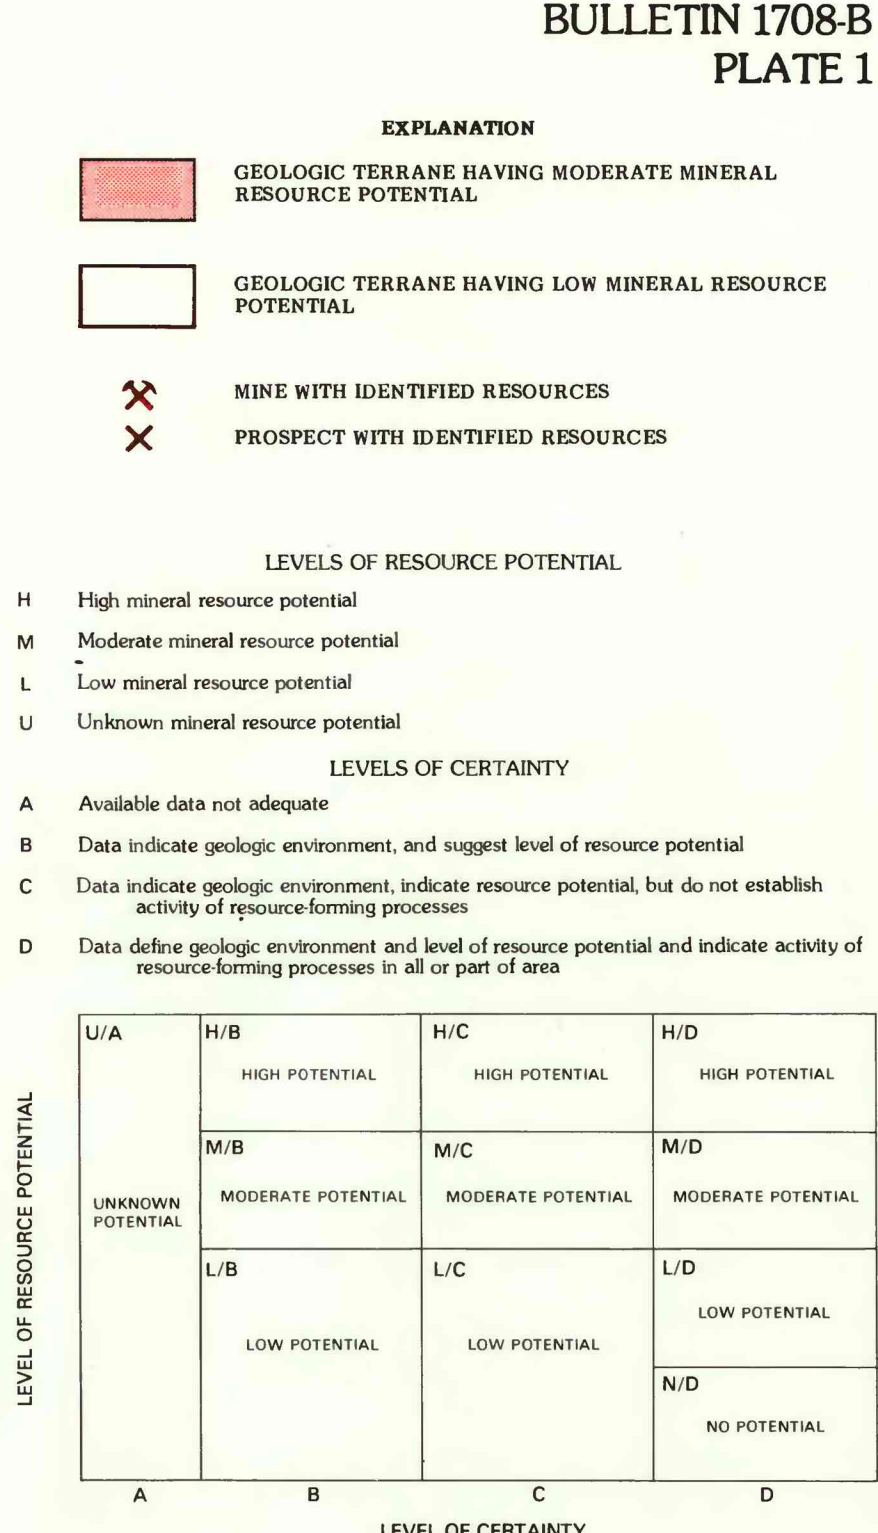 BULLETIN 1708-B
PLATE 1
EXPLANATION
GEOLOGIC TERRANE HAVING MODERATE MINERAL
RESOURCE POTENTIAL
GEOLOGIC TERRANE HAVING LOW MINERAL RESOURCE
POTENTIAL
MINE WITH IDENTIFIED RESOURCES
PROSPECT WITH IDENTIFIED RESOURCES
LEVELS OF RESOURCE POTENTIAL
H High mineral resource potential
M Moderate mineral resource potential
L Low mineral resource potential
U Unknown mineral resource potential
LEVELS OF CERTAINTY
A Available data not adequate
B Data indicate geologic environment, and suggest level of resource potential
C Data indicate geologic environment, indicate resource potential, but do not establish
activity of resource-forming processes
D Data define geologic environment and level of resource potential and indicate activity of
resource-forming processes in all or part of area
LEVEL OF RESOURCE POTENTIAL
U/A H/B H/C H/D
HIGH POTENTIAL HIGH POTENTIAL HIGH POTENTIAL
M/B M/C M/D
UNKNOWN
POTENTIAL
MODERATE POTENTIAL MODERATE POTENTIAL MODERATE POTENTIAL
L/B L/C L/D
LOW POTENTIAL
LOW POTENTIAL LOW POTENTIAL
N/D
NO POTENTIAL
A B C D
LEVEL OF CERTAINTY